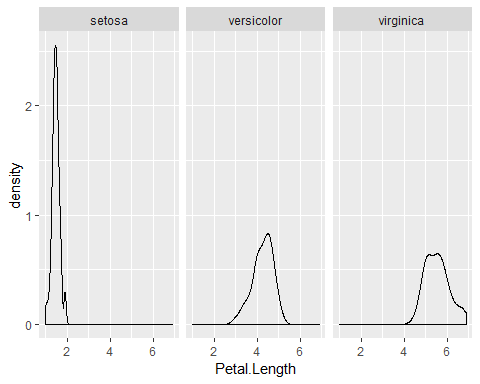 setosa versicolor virginica
2
1
0
density
2 4 6 2 4 6 2 4 6
Petal.Length